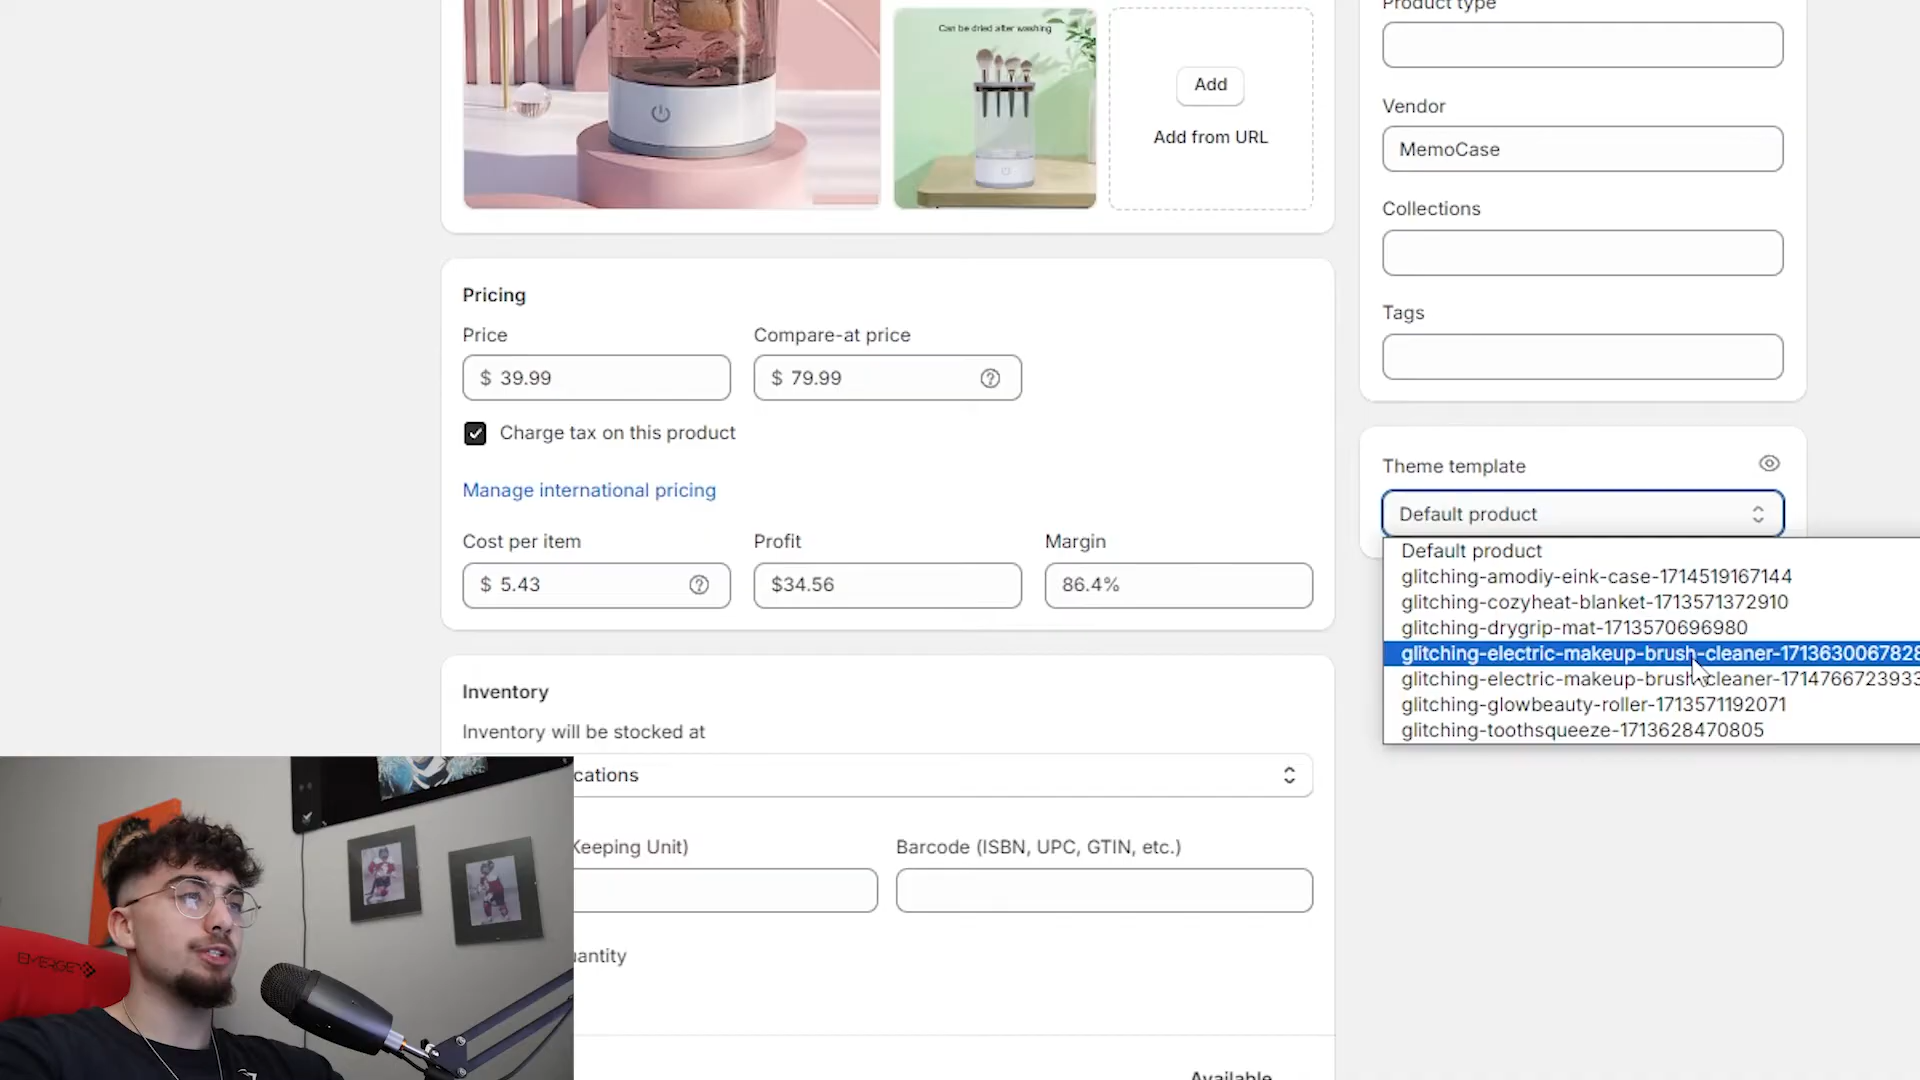 Can be dried after washing
Add
Add from URL
Product type
Vendor
MemoCase
Collections
Tags
Pricing
Price
Compare-at price
$ 39.99
$ 79.99
Charge tax on this product
Manage international pricing
Cost per item
Profit
Margin
$ 5.43
$34.56
86.4%
Theme template
Default product
Default product
glitching-amodiy-eink-case-1714519167144
glitching-cozyheat-blanket-1713571372910
glitching-drygrip-mat-1713570696980
glitching-electric-makeup-brush-cleaner-1713630067828
glitching-electric-makeup-brush-cleaner-1714766723933
glitching-glowbeauty-roller-1713571192071
glitching-toothsqueeze-1713628470805
Inventory
Inventory will be stocked at
cations
Keeping Unit)
Barcode (ISBN, UPC, GTIN, etc.)
uantity
Available
EMERGE